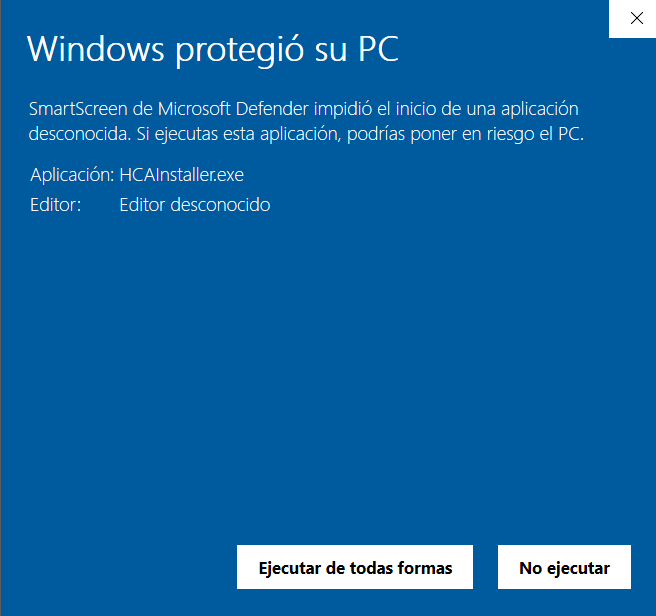 Windows protegió su PC
SmartScreen de Microsoft Defender impidió el inicio de una aplicación
desconocida. Si ejecutas esta aplicación, podrías poner en riesgo el PC.
Aplicación: HCAInstaller.exe
Editor: Editor desconocido
Ejecutar de todas formas No ejecutar